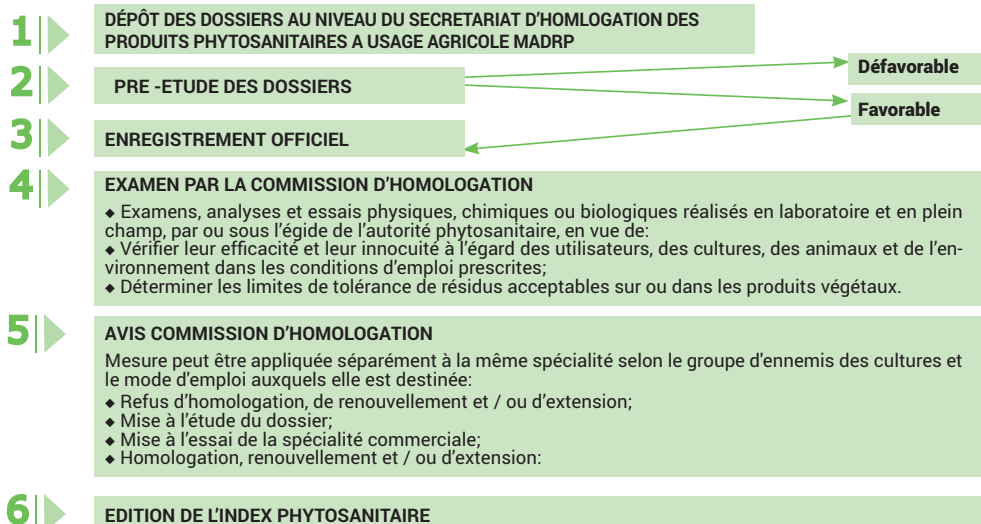 1 DÉPÔT DES DOSSIERS AU NIVEAU DU SECRETARIAT D'HOMLOGATION DES
PRODUITS PHYTOSANITAIRES A USAGE AGRICOLE MADRP
2 PRE -ETUDE DES DOSSIERS
Défavorable
Favorable
3 ENREGISTREMENT OFFICIEL
4 EXAMEN PAR LA COMMISSION D'HOMOLOGATION
◆ Examens, analyses et essais physiques, chimiques ou biologiques réalisés en laboratoire et en plein
champ, par ou sous l'égide de l'autorité phytosanitaire, en vue de:
◆ Vérifier leur efficacité et leur innocuité à l'égard des utilisateurs, des cultures, des animaux et de l'en-
vironnement dans les conditions d'emploi prescrites;
◆ Déterminer les limites de tolérance de résidus acceptables sur ou dans les produits végétaux.
5 AVIS COMMISSION D'HOMOLOGATION
Mesure peut être appliquée séparément à la même spécialité selon le groupe d'ennemis des cultures et
le mode d'emploi auxquels elle est destinée:
◆ Refus d'homologation, de renouvellement et / ou d'extension;
◆ Mise à l'étude du dossier;
◆ Mise à l'essai de la spécialité commerciale;
◆ Homologation, renouvellement et / ou d'extension:
6 EDITION DE L'INDEX PHYTOSANITAIRE